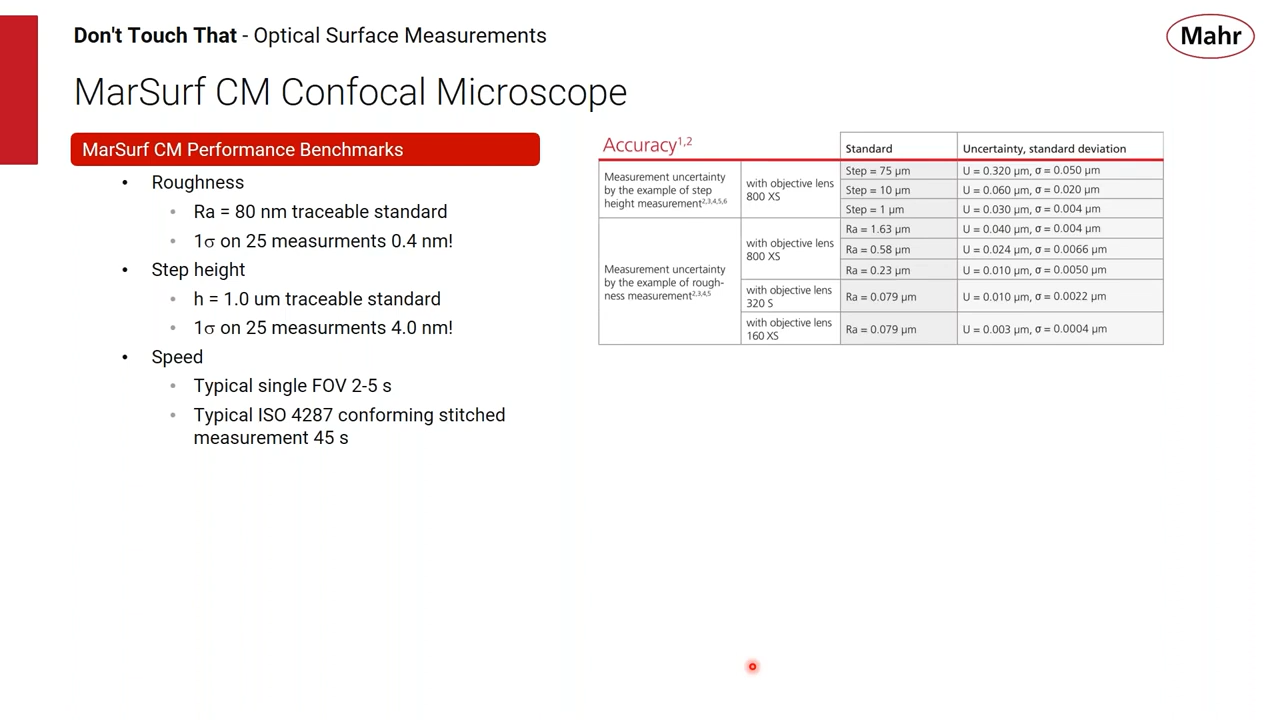 Don't Touch That - Optical Surface Measurements
Mahr
MarSurf CM Confocal Microscope
MarSurf CM Performance Benchmarks
• Roughness
• Ra = 80 nm traceable standard
• 1σ on 25 measurments 0.4 nm!
• Step height
• h = 1.0 um traceable standard
• 1σ on 25 measurments 4.0 nm!
• Speed
• Typical single FOV 2-5 s
• Typical ISO 4287 conforming stitched
measurement 45 s
Accuracy1,2
Standard
Uncertainty, standard deviation
Measurement uncertainty
by the example of step
height measurement2,3,4,5,6
with objective lens
800 XS
Step = 75 µm
U = 0.320 µm, σ = 0.050 µm
Step = 10 µm
U = 0.060 µm, σ = 0.020 µm
Step = 1 µm
U = 0.030 µm, σ = 0.004 µm
Measurement uncertainty
by the example of rough-
ness measurement2,3,4,5
with objective lens
800 XS
Ra = 1.63 µm
U = 0.040 µm, σ = 0.004 µm
Ra = 0.58 µm
U = 0.024 µm, σ = 0.0066 µm
Ra = 0.23 µm
U = 0.010 µm, σ = 0.0050 µm
with objective lens
320 S
Ra = 0.079 µm
U = 0.010 µm, σ = 0.0022 µm
with objective lens
160 XS
Ra = 0.079 µm
U = 0.003 µm, σ = 0.0004 µm